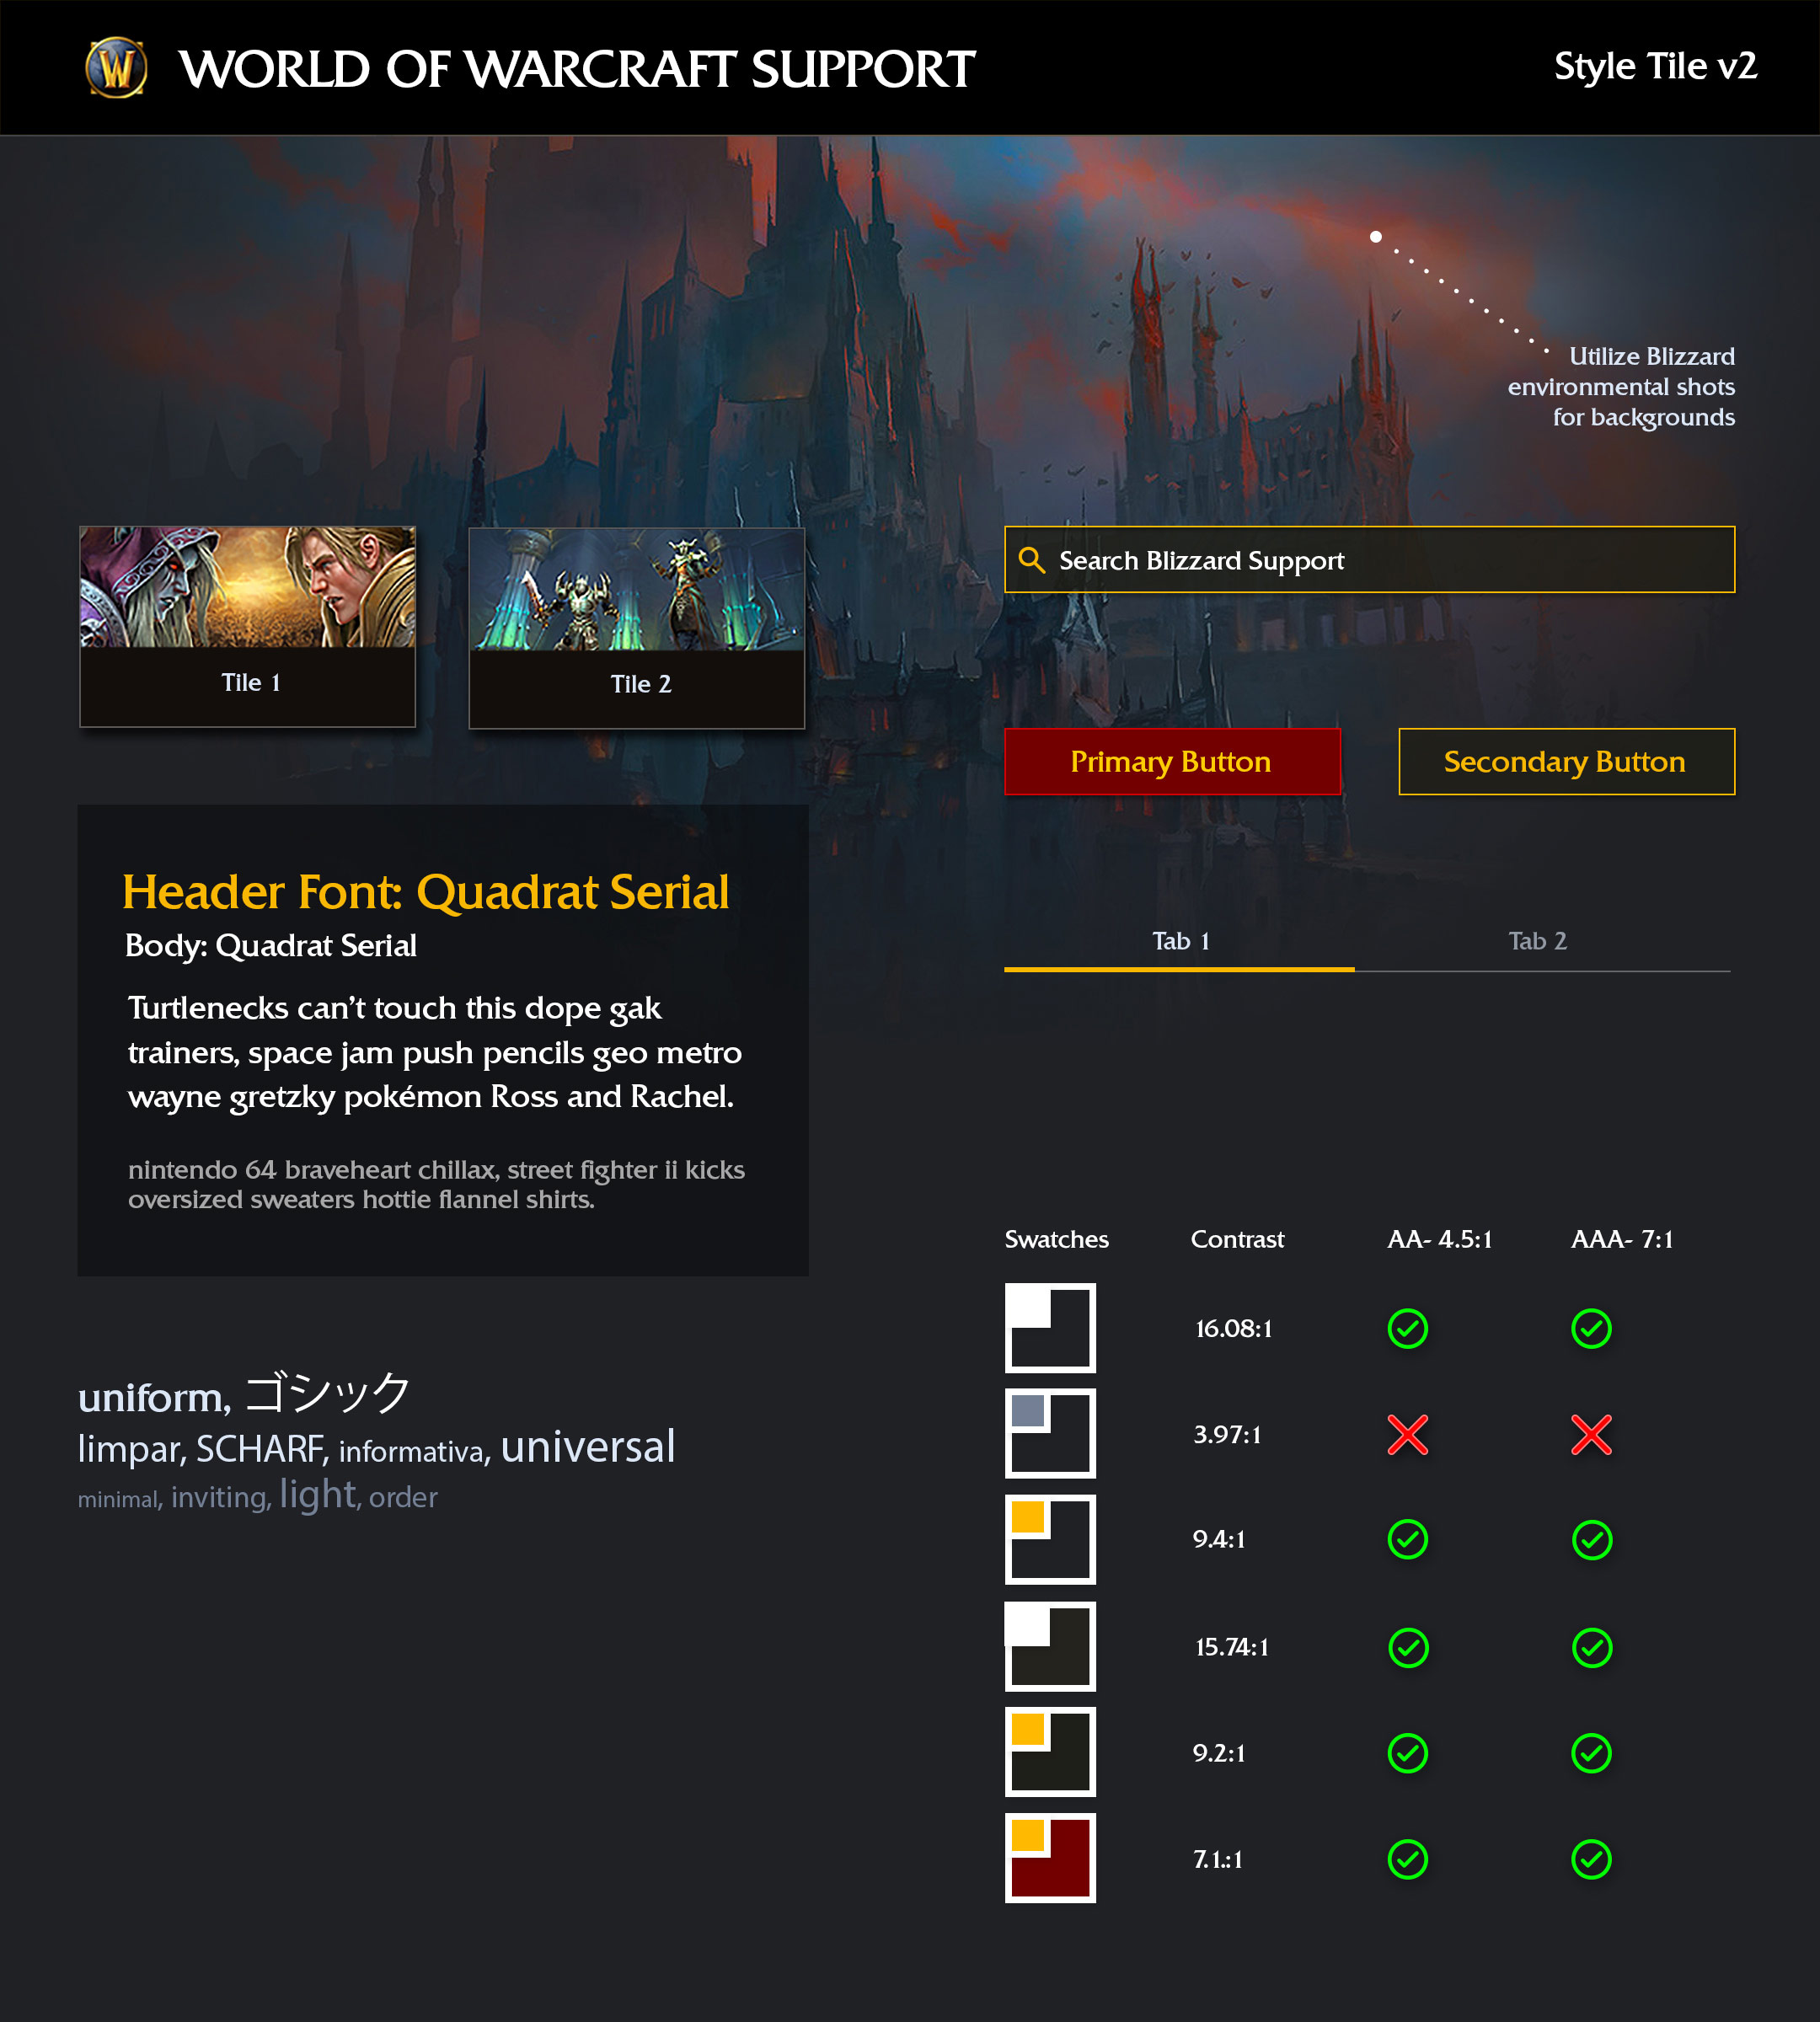 W
WORLD OF WARCRAFT SUPPORT
Style Tile v2
Utilize Blizzard
environmental shots
for backgrounds
Tile 1
Tile 2
Search Blizzard Support
Primary Button
Secondary Button
Header Font: Quadrat Serial
Body: Quadrat Serial
Turtlenecks can’t touch this dope gak
trainers, space jam push pencils geo metro
wayne gretzky pokémon Ross and Rachel.
nintendo 64 braveheart chillax, street fighter ii kicks
oversized sweaters hottie flannel shirts.
Tab 1
Tab 2
uniform, ゴシック
limpar, SCHARF, informativa, universal
minimal, inviting, light, order
Swatches Contrast AA- 4.5:1 AAA- 7:1
16.08:1
3.97:1
9.4:1
15.74:1
9.2:1
7.1.:1